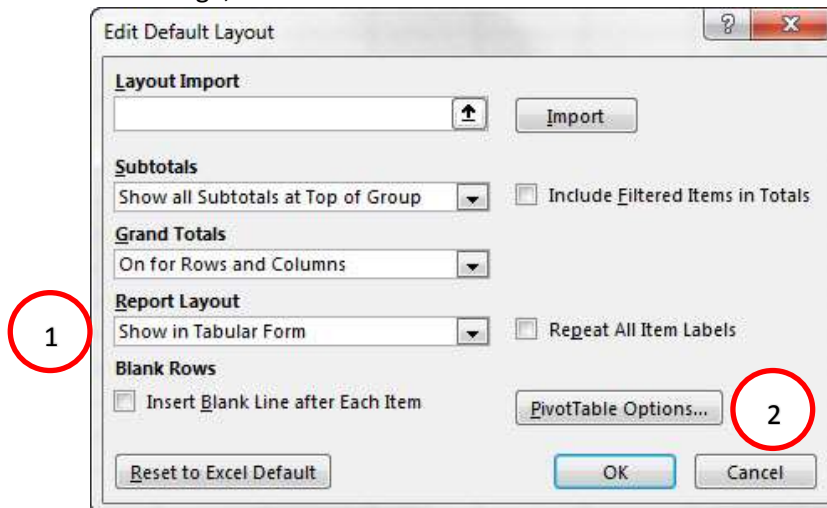 Edit Default Layout
Layout Import
Import
Subtotals
Show all Subtotals at Top of Group
Include Filtered Items in Totals
Grand Totals
On for Rows and Columns
Report Layout
1
Show in Tabular Form
Repeat All Item Labels
Blank Rows
Insert Blank Line after Each Item
PivotTable Options...
2
Reset to Excel Default
OK
Cancel